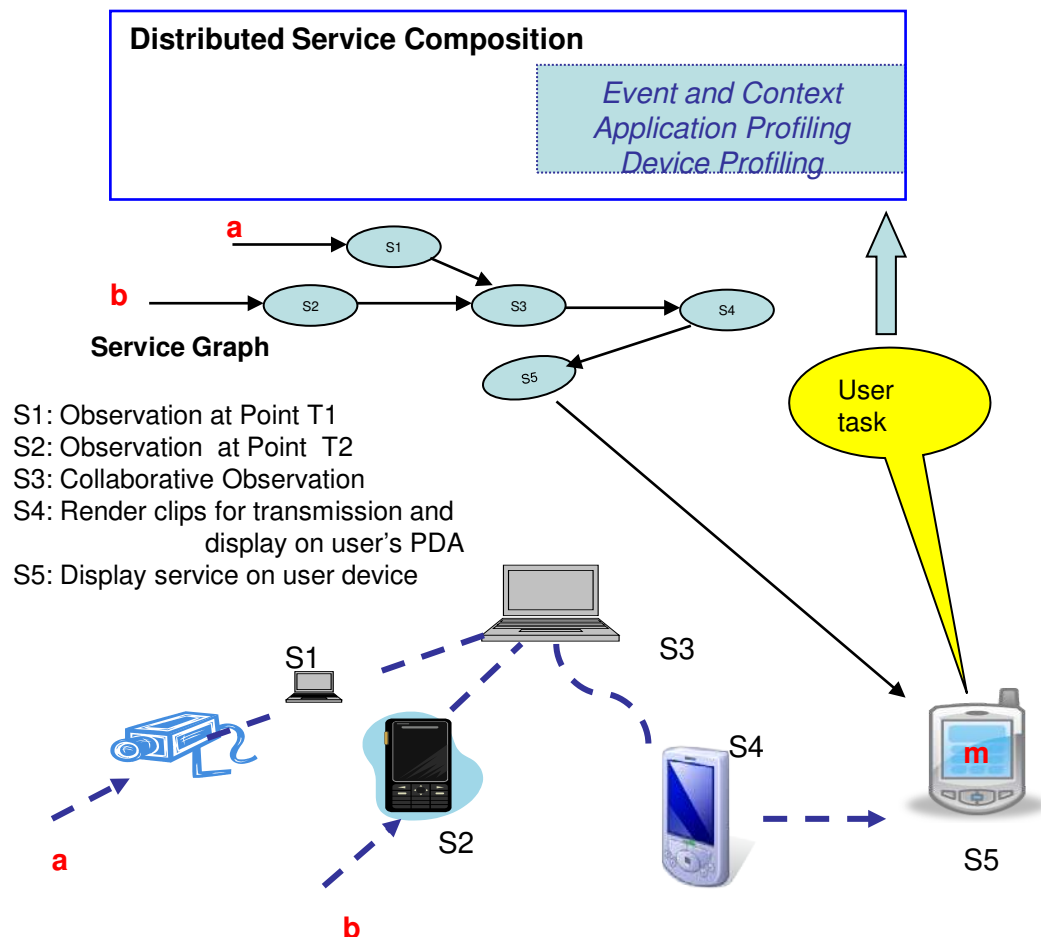 Distributed Service Composition
Event and Context
Application Profiling
Device Profiling
a
S1
b
S2
S3
S4
Service Graph
S5
User
task
S1: Observation at Point T1
S2: Observation at Point T2
S3: Collaborative Observation
S4: Render clips for transmission and
display on user's PDA
S5: Display service on user device
S1
S3
S4
m
S2
S5
a
b